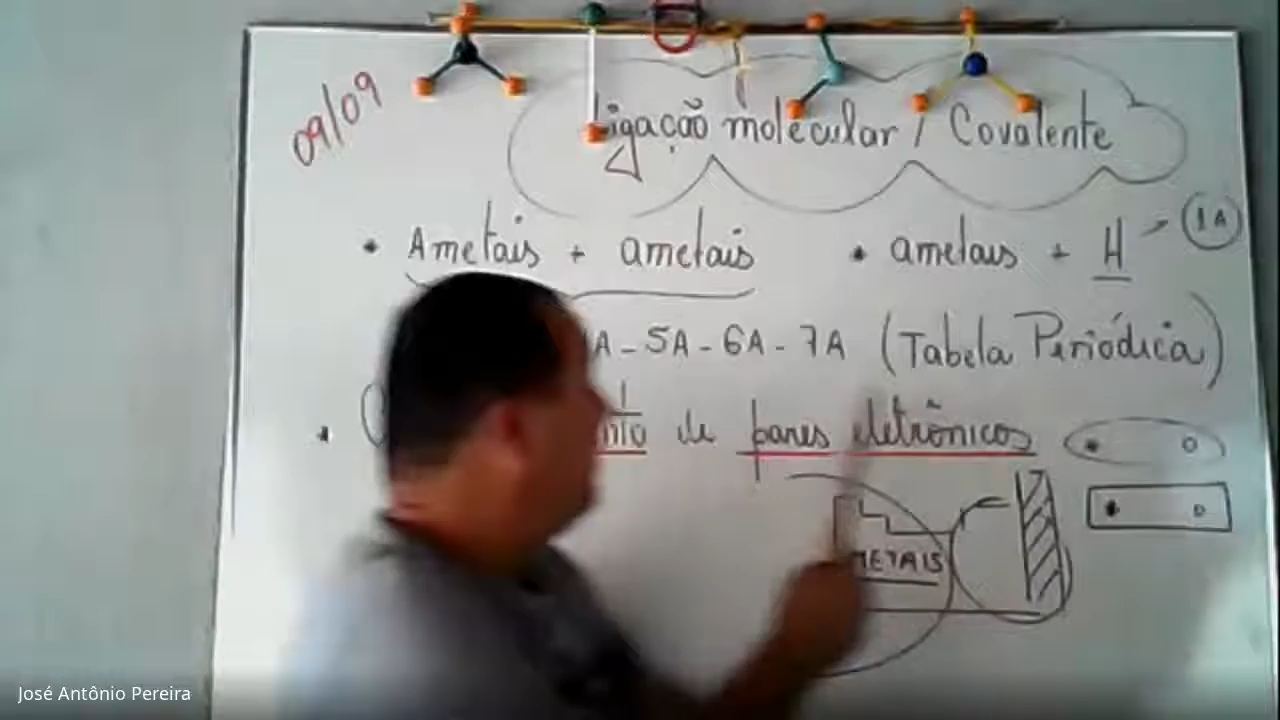 09/09
Ligação molecular / Covalente
• Ametais + ametais
• ametais + H → 1A
A - 5A - 6A - 7A (Tabela Periódica)
• de pares eletrônicos
METAIS
José Antônio Pereira